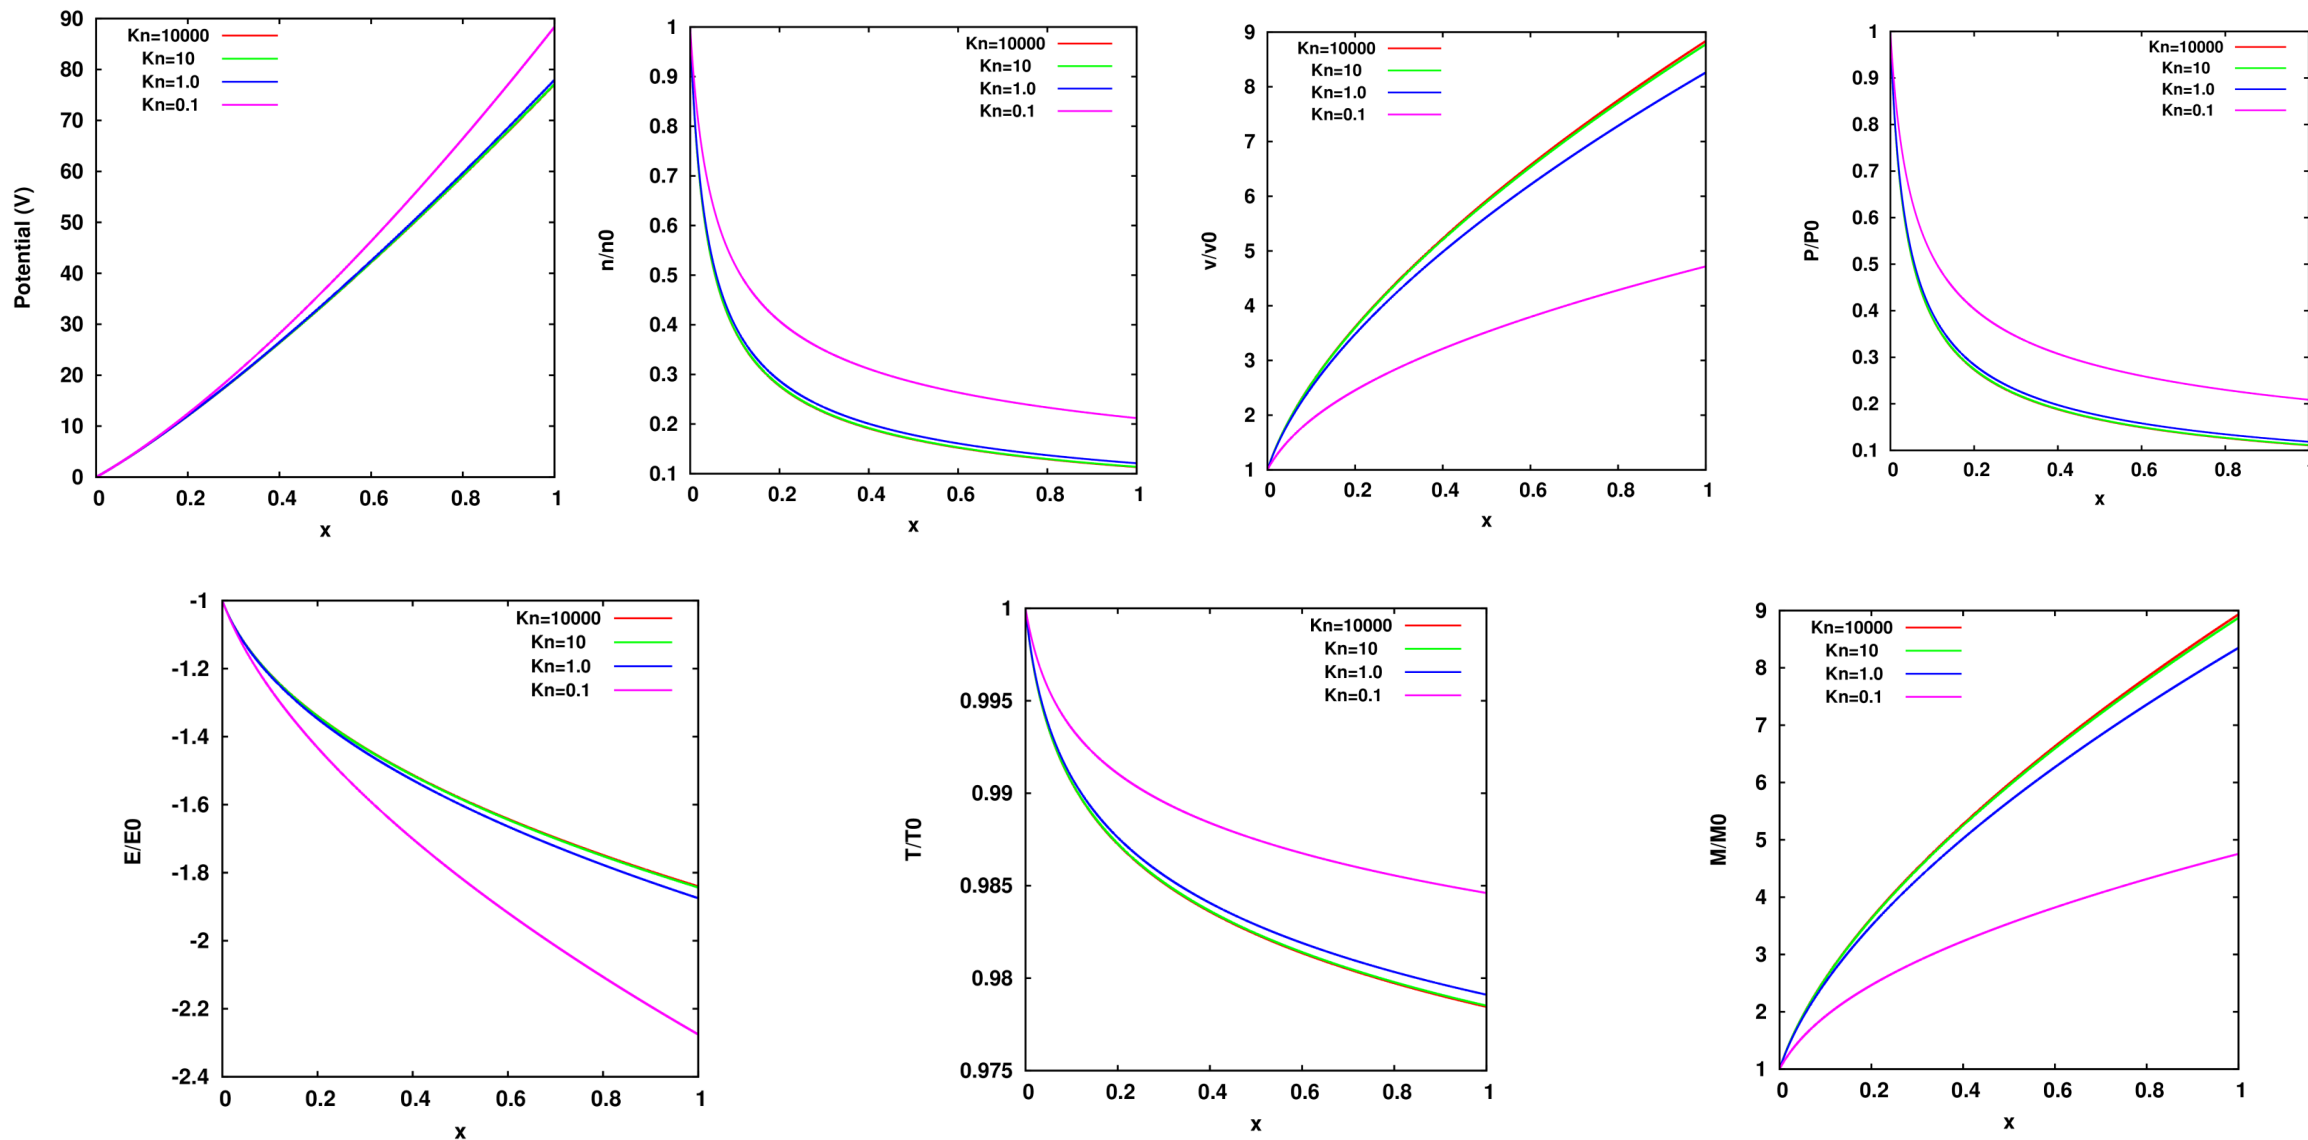 Potential (V)
90
80
70
60
50
40
30
20
10
0
Kn=10000
Kn=10
Kn=1.0
Kn=0.1
0 0.2 0.4 0.6 0.8 1
x
n/n0
1
0.9
0.8
0.7
0.6
0.5
0.4
0.3
0.2
0.1
Kn=10000
Kn=10
Kn=1.0
Kn=0.1
0 0.2 0.4 0.6 0.8 1
x
v/v0
9
8
7
6
5
4
3
2
1
Kn=10000
Kn=10
Kn=1.0
Kn=0.1
0 0.2 0.4 0.6 0.8 1
x
P/P0
1
0.9
0.8
0.7
0.6
0.5
0.4
0.3
0.2
0.1
Kn=10000
Kn=10
Kn=1.0
Kn=0.1
0 0.2 0.4 0.6 0.8
x
E/E0
-1
-1.2
-1.4
-1.6
-1.8
-2
-2.2
-2.4
Kn=10000
Kn=10
Kn=1.0
Kn=0.1
0 0.2 0.4 0.6 0.8 1
x
T/T0
1
0.995
0.99
0.985
0.98
0.975
Kn=10000
Kn=10
Kn=1.0
Kn=0.1
0 0.2 0.4 0.6 0.8 1
x
M/M0
9
8
7
6
5
4
3
2
1
Kn=10000
Kn=10
Kn=1.0
Kn=0.1
0 0.2 0.4 0.6 0.8 1
x